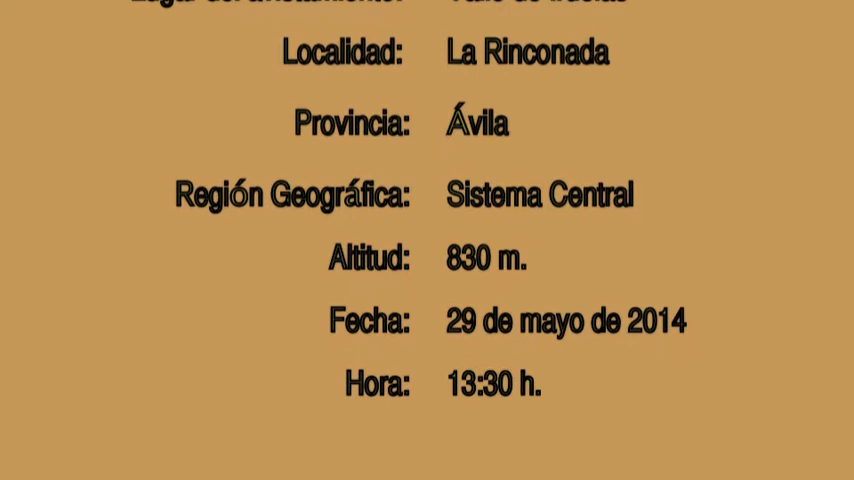 Localidad: La Rinconada
Provincia: Ávila
Región Geográfica: Sistema Central
Altitud: 830 m.
Fecha: 29 de mayo de 2014
Hora: 13:30 h.